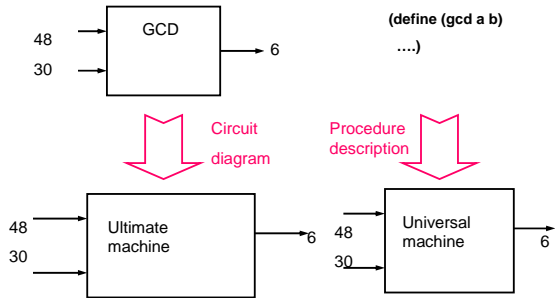 GCD
48
30
6
(define (gcd a b)
....)
Circuit
diagram
Procedure
description
48
30
Ultimate
machine
6
48
30
Universal
machine
6